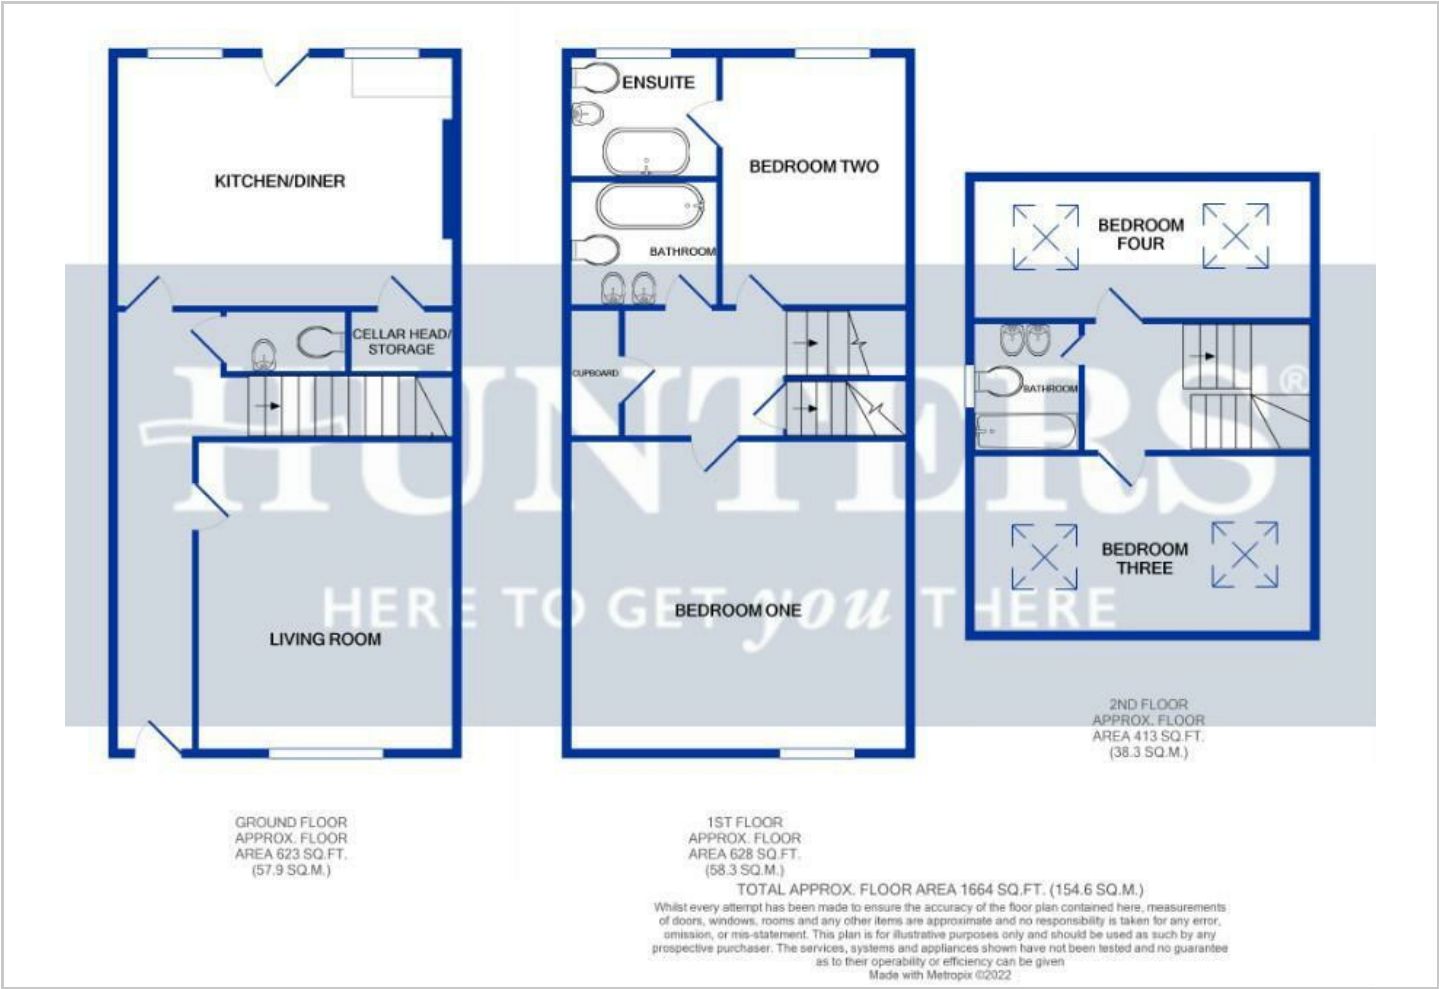 ENSUITE
BEDROOM TWO
KITCHEN/DINER
BATHROOM
BEDROOM
FOUR
CELLAR HEAD/
STORAGE
CUPBOARD
BATHROOM
HUNTERS®
HERE TO GET you THERE
BEDROOM
THREE
BEDROOM ONE
LIVING ROOM
2ND FLOOR
APPROX. FLOOR
AREA 413 SQ.FT.
(38.3 SQ.M.)
GROUND FLOOR
APPROX. FLOOR
AREA 623 SQ.FT.
(57.9 SQ.M.)
1ST FLOOR
APPROX. FLOOR
AREA 628 SQ.FT.
(58.3 SQ.M.)
TOTAL APPROX. FLOOR AREA 1664 SQ.FT. (154.6 SQ.M.)
Whilst every attempt has been made to ensure the accuracy of the floor plan contained here, measurements
of doors, windows, rooms and any other items are approximate and no responsibility is taken for any error,
omission, or mis-statement. This plan is for illustrative purposes only and should be used as such by any
prospective purchaser. The services, systems and appliances shown have not been tested and no guarantee
as to their operability or efficiency can be given
Made with Metropix ©2022